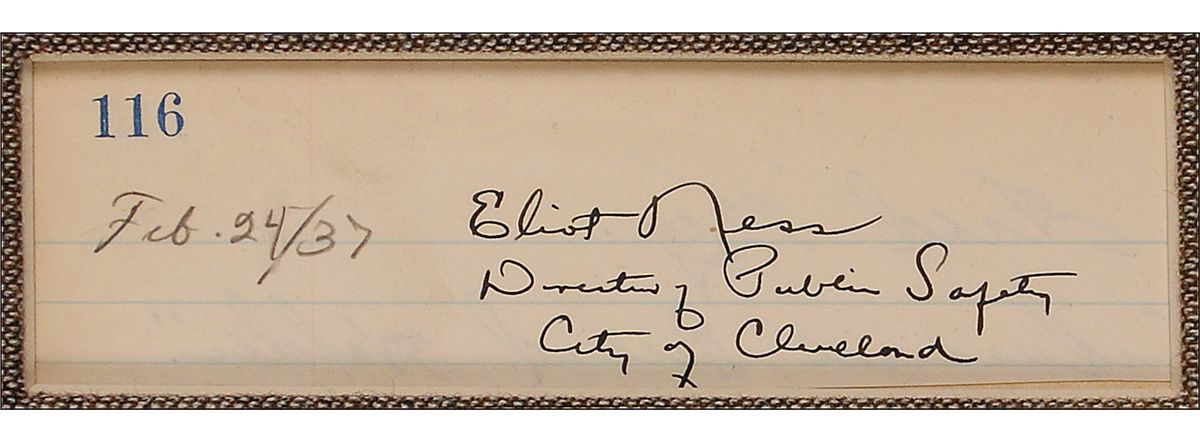 116
Feb. 24/37
Eliot Ness
Director of Public Safety
City of Cleveland